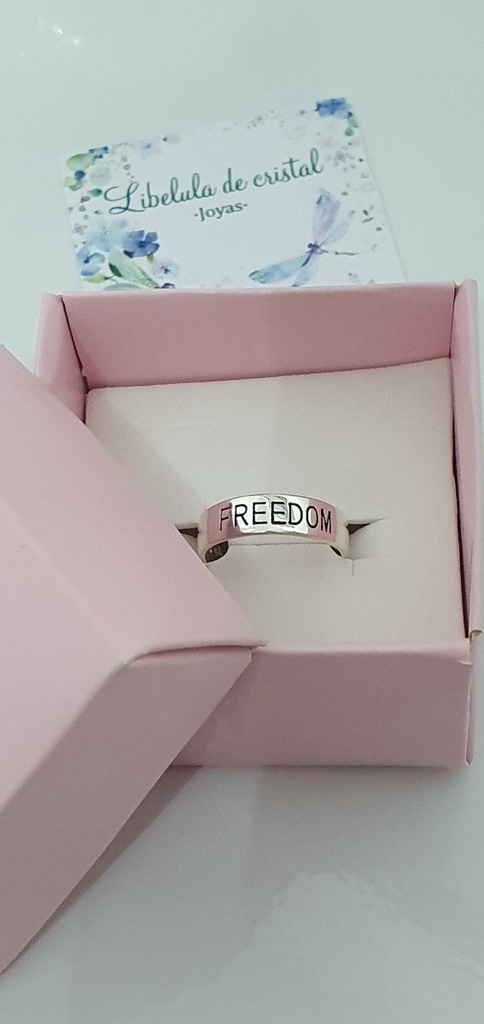 Libelula de cristal
·Joyas·
FREEDOM